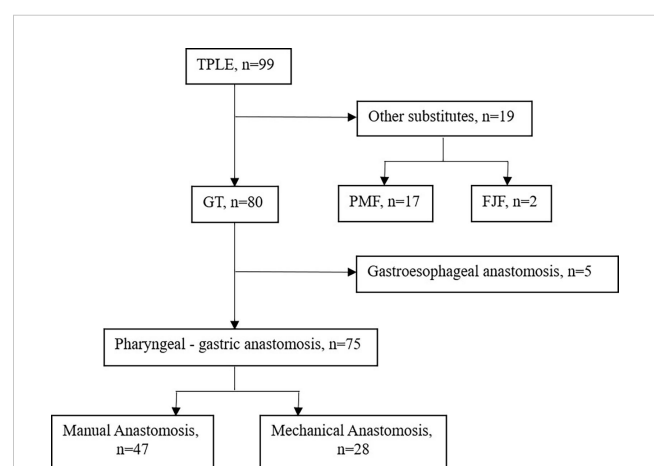 TPLE, n=99
Other substitutes, n=19
GT, n=80
PMF, n=17
FJF, n=2
Gastroesophageal anastomosis, n=5
Pharyngeal - gastric anastomosis, n=75
Manual Anastomosis,
n=47
Mechanical Anastomosis,
n=28